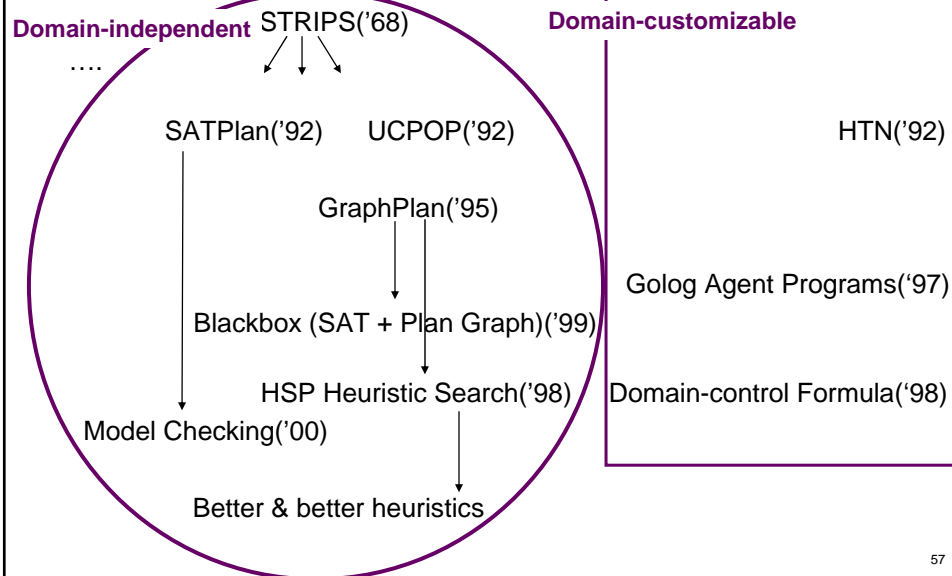 Domain-independent STRIPS('68) Domain-customizable
….
SATPlan('92) UCPOP('92) HTN('92)
GraphPlan('95)
Golog Agent Programs(‘97)
Blackbox (SAT + Plan Graph)('99)
HSP Heuristic Search('98) Domain-control Formula(‘98)
Model Checking('00)
Better & better heuristics
57